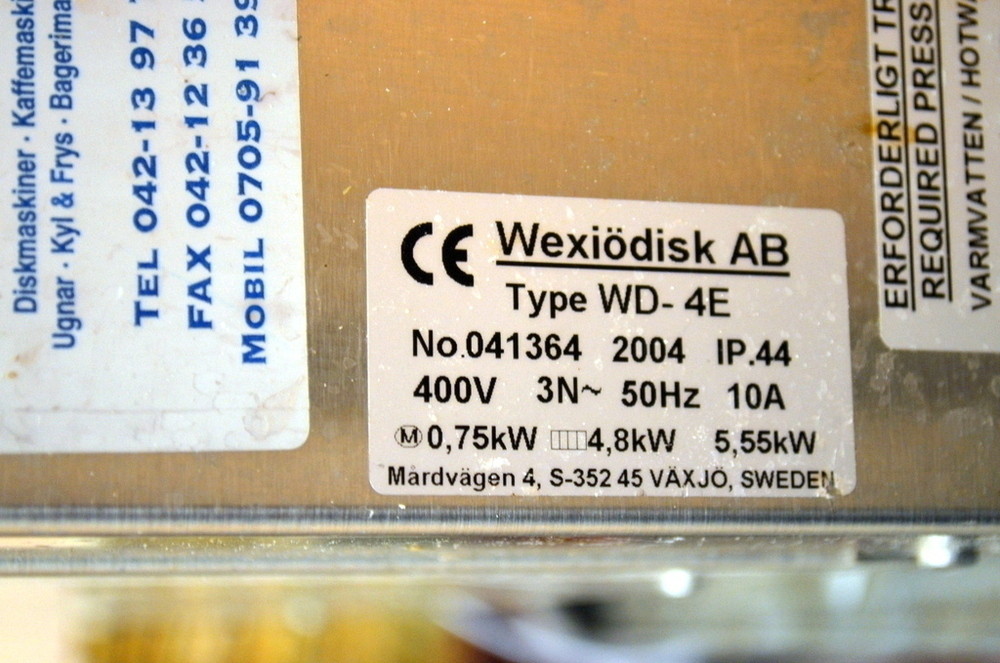 Diskmaskiner · Kaffemaski
Ugnar · Kyl & Frys · Bagerima
TEL 042-13 97
FAX 042-12 36
MOBIL 0705-91 39
CE Wexiödisk AB
Type WD- 4E
No.041364 2004 IP.44
400V 3N~ 50Hz 10A
M 0,75kW 4,8kW 5,55kW
Mårdvägen 4, S-352 45 VÄXJÖ, SWEDEN
ERFORDERLIGT TR
REQUIRED PRESS
VARMVATTEN / HOTWA